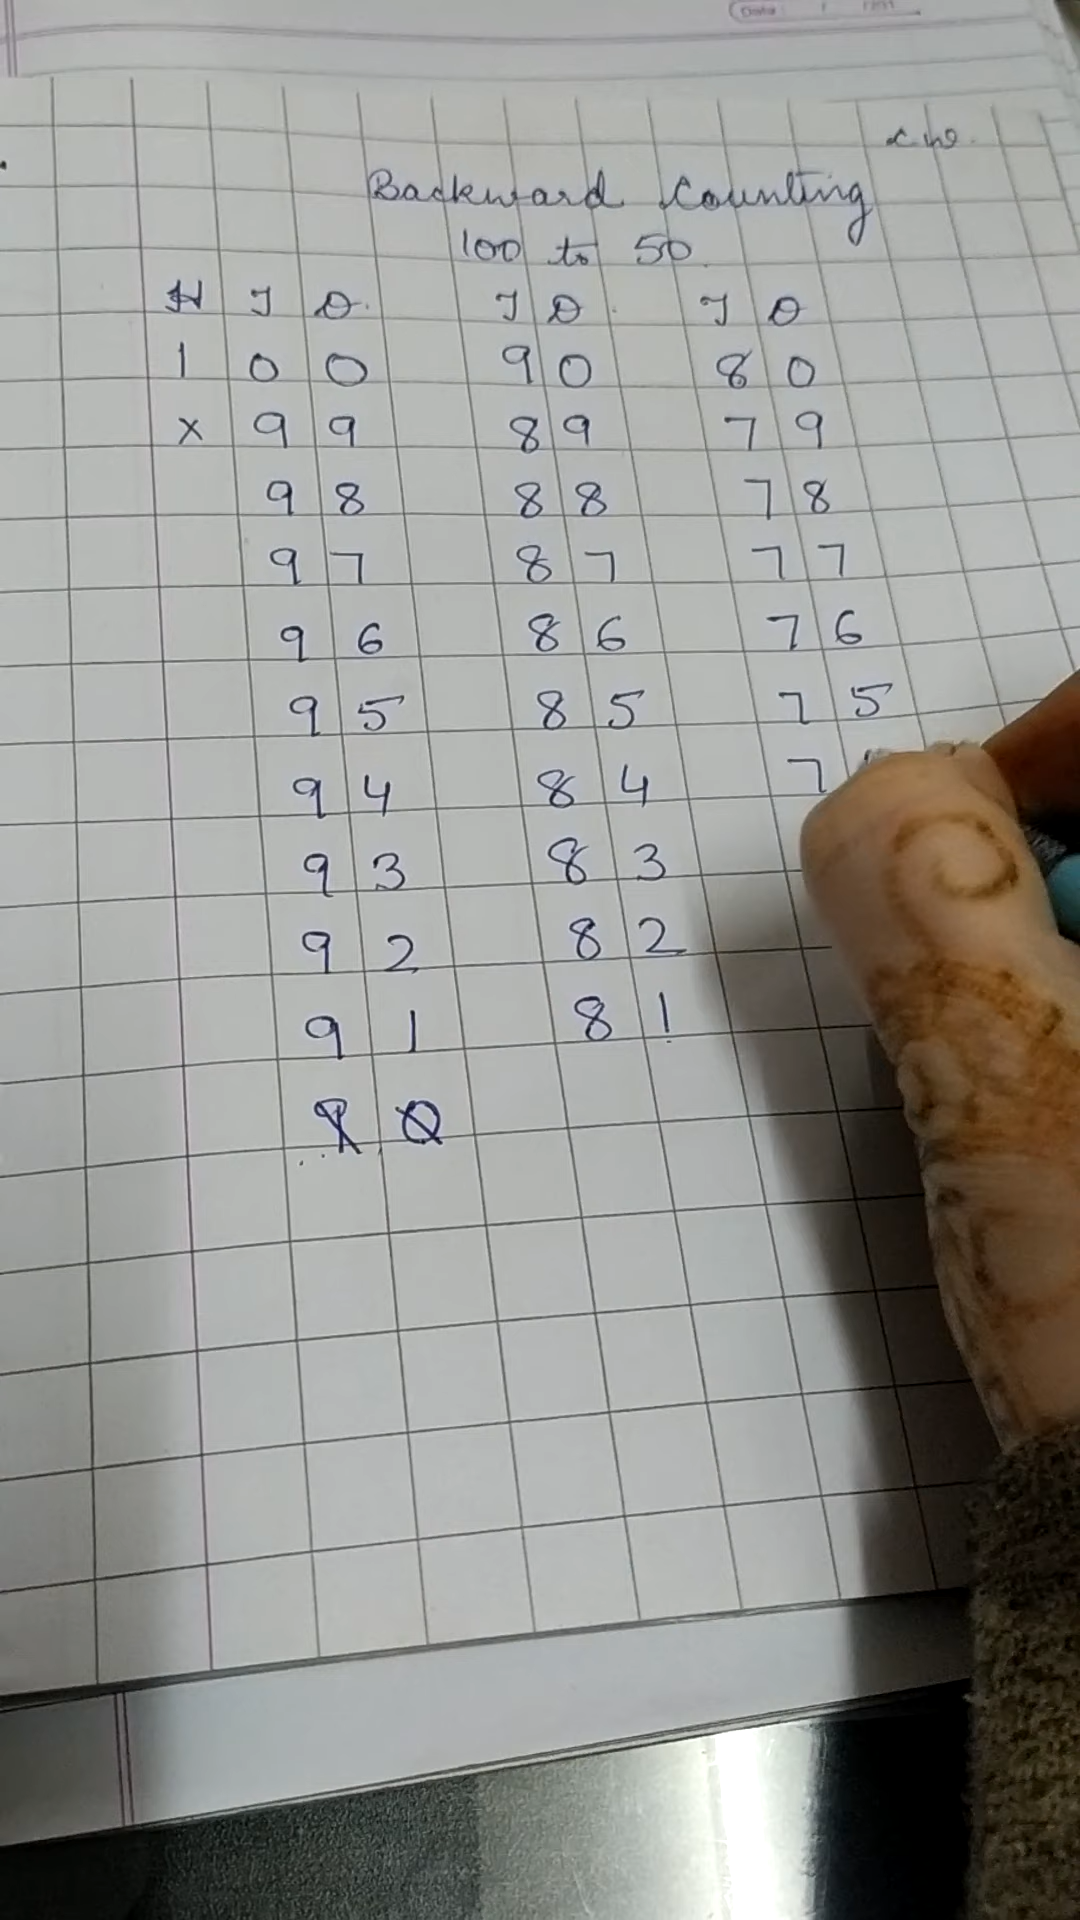 Date
c.w.
Backward Counting
100 to 50.
H T O. T O. T O
1 0 0 9 0 8 0
x 9 9 8 9 7 9
9 8 8 8 7 8
9 7 8 7 7 7
9 6 8 6 7 6
9 5 8 5 7 5
9 4 8 4 7
9 3 8 3
9 2 8 2
9 1 8 1
9 0